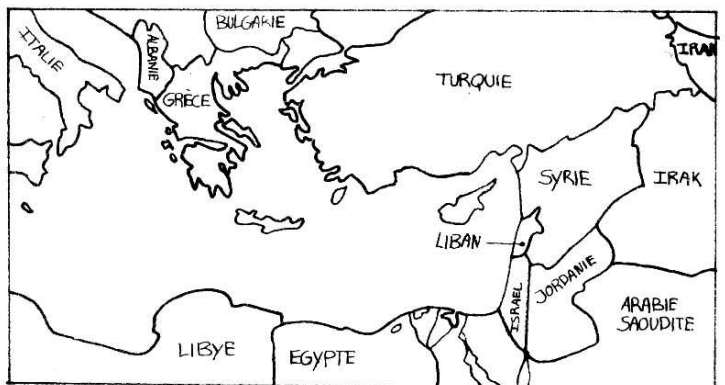 BULGARIE
ITALIE
ALBANIE
IRAN
TURQUIE
GRÈCE
SYRIE
IRAK
LIBAN
JORDANIE
ISRAEL
ARABIE
SAOUDITE
LIBYE
EGYPTE